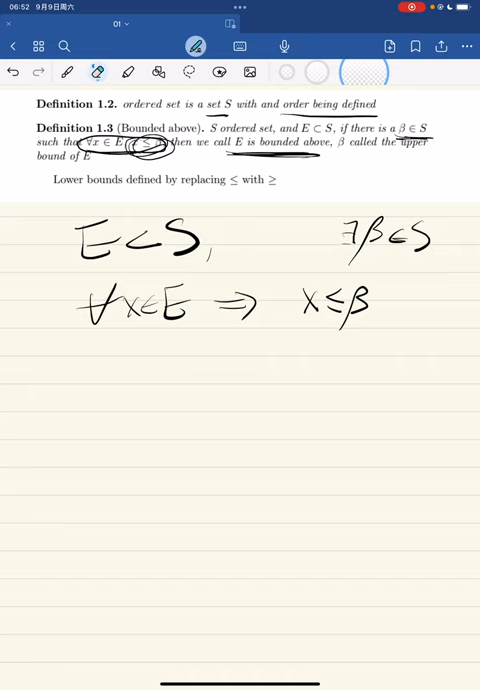 06:52 9月9日周六
01
Definition 1.2. ordered set is a set S with and order being defined
Definition 1.3 (Bounded above). S ordered set, and E ⊂ S, if there is a β ∈ S
such that ∀x ∈ E x ≤ β, then we call E is bounded above, β called the upper
bound of E
Lower bounds defined by replacing ≤ with ≥
E⊂S, ∃β∈S
∀x∈E ⇒ x≤β